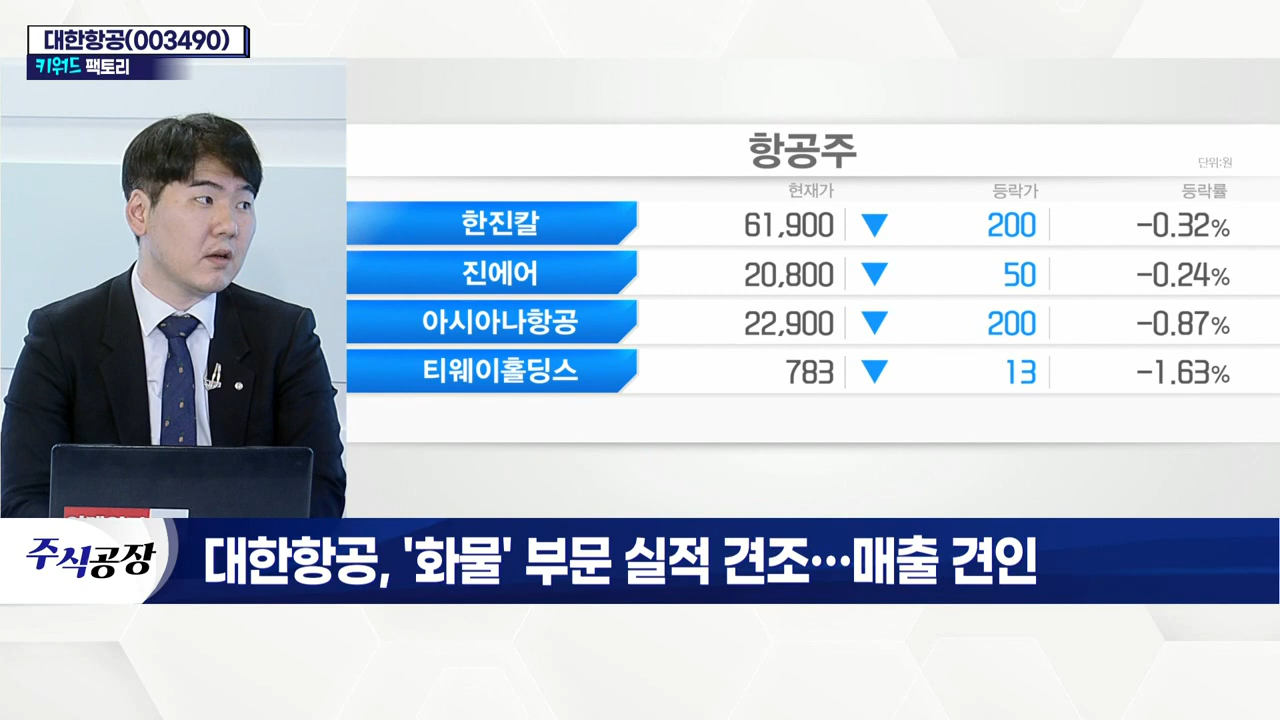 대한항공(003490)
키워드 팩토리
항공주
단위:원
현재가 등락가 등락률
한진칼 61,900 ▼ 200 -0.32%
진에어 20,800 ▼ 50 -0.24%
아시아나항공 22,900 ▼ 200 -0.87%
티웨이홀딩스 783 ▼ 13 -1.63%
주식공장
대한항공, '화물' 부문 실적 견조…매출 견인